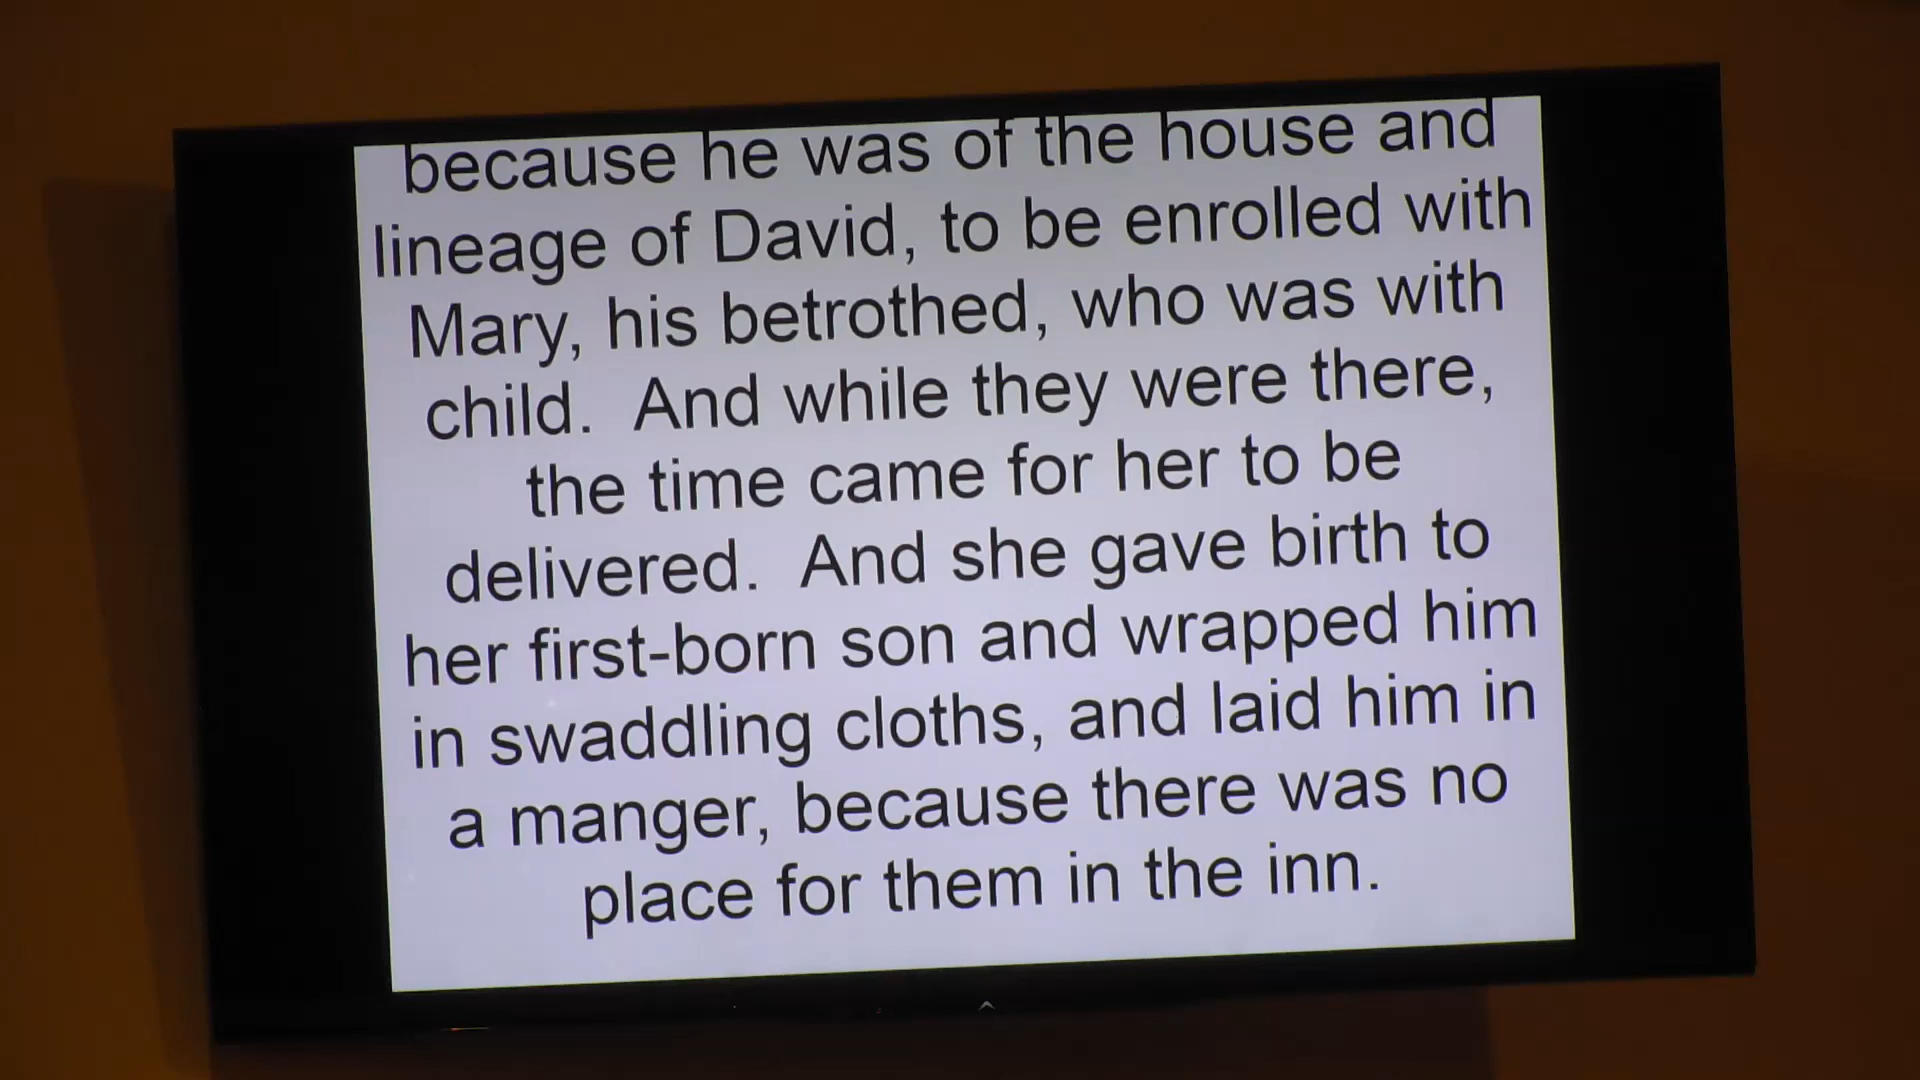 because he was of the house and
lineage of David, to be enrolled with
Mary, his betrothed, who was with
child.  And while they were there,
the time came for her to be
delivered.  And she gave birth to
her first-born son and wrapped him
in swaddling cloths, and laid him in
a manger, because there was no
place for them in the inn.